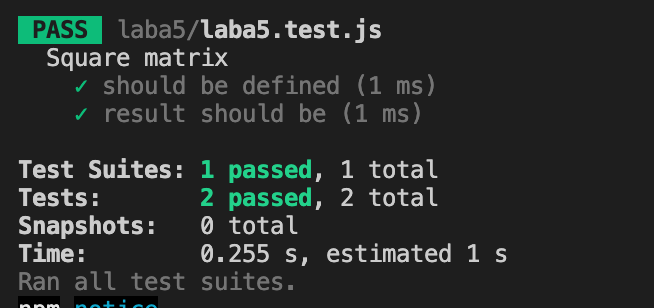 PASS laba5/laba5.test.js
Square matrix
✓ should be defined (1 ms)
✓ result should be (1 ms)
Test Suites: 1 passed, 1 total
Tests: 2 passed, 2 total
Snapshots: 0 total
Time: 0.255 s, estimated 1 s
Ran all test suites.
npm notice